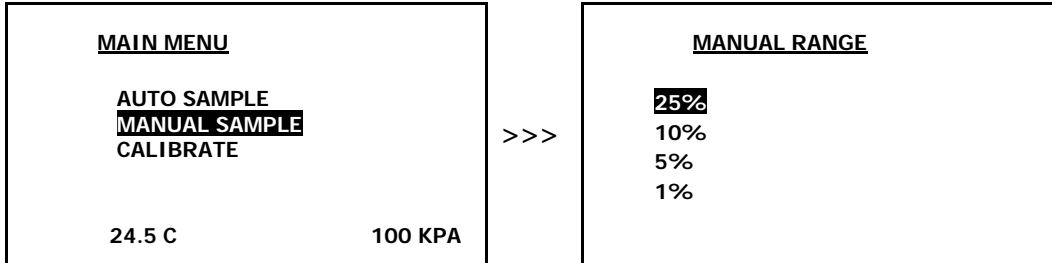 MAIN MENU
AUTO SAMPLE
MANUAL SAMPLE
CALIBRATE
24.5 C 100 KPA
>>>
MANUAL RANGE
25%
10%
5%
1%